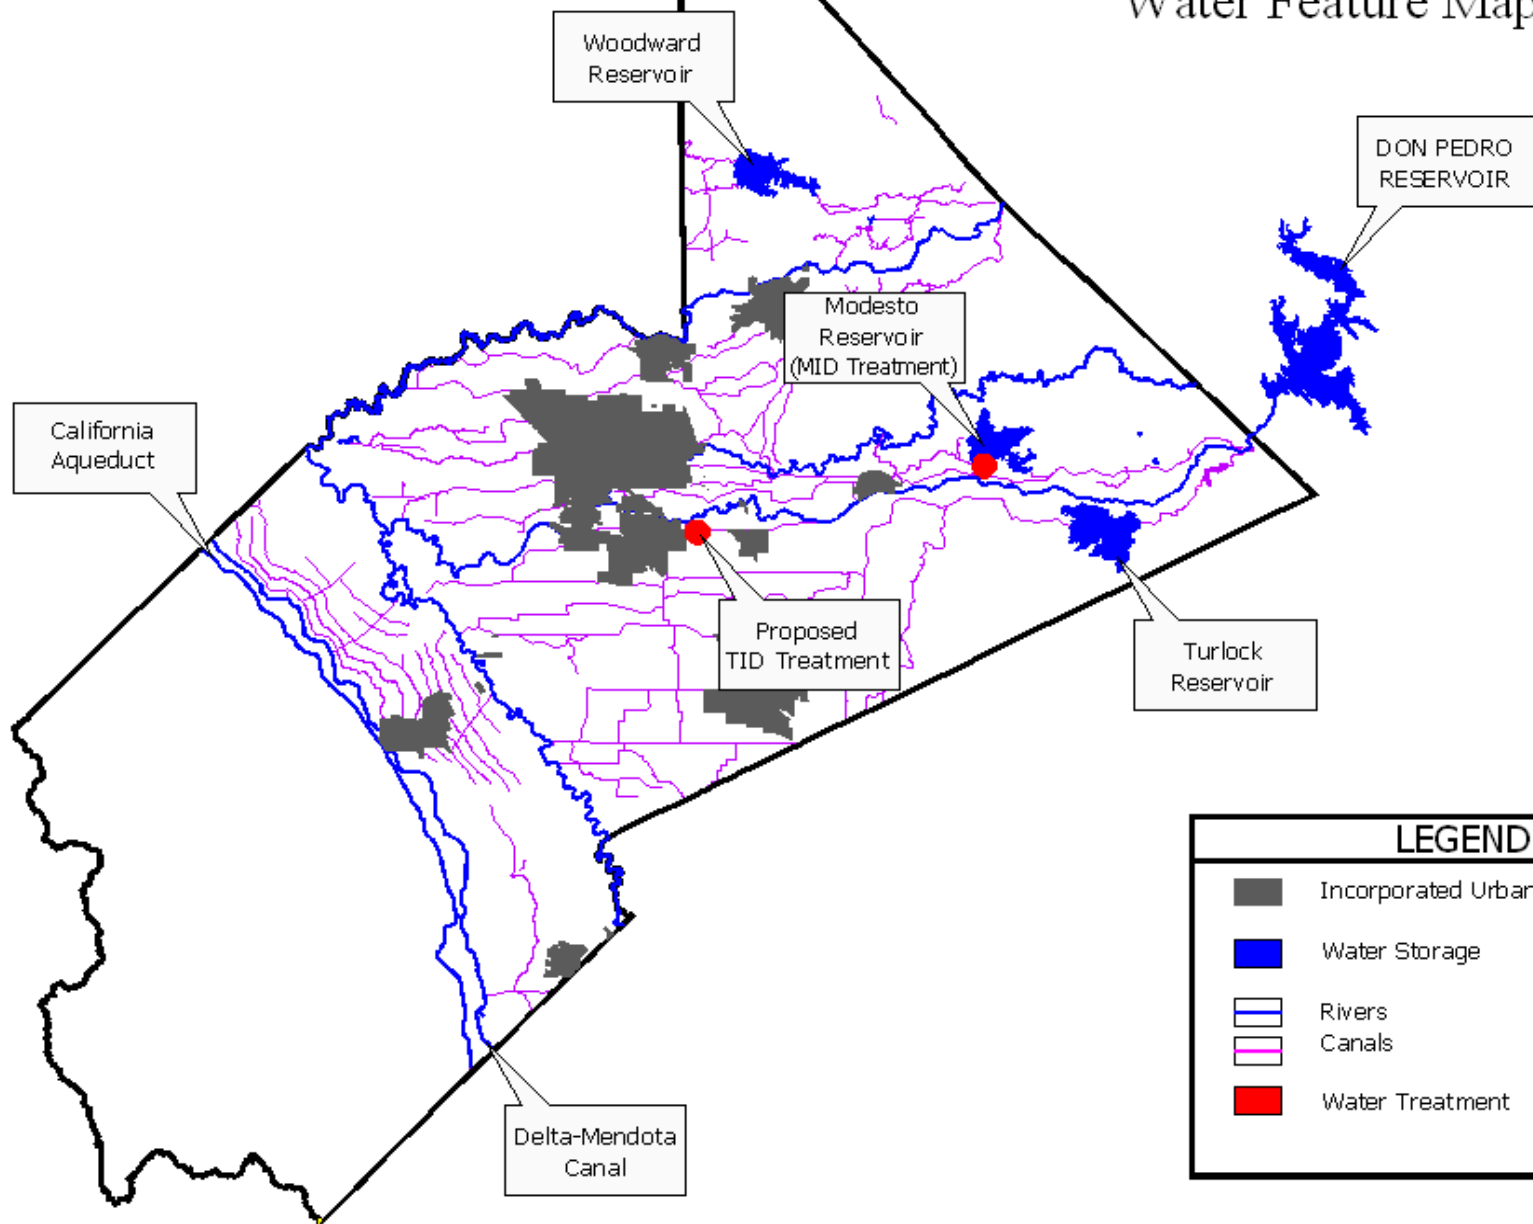 Water Feature Map
Woodward
Reservoir
DON PEDRO
RESERVOIR
Modesto
Reservoir
(MID Treatment)
California
Aqueduct
Proposed
TID Treatment
Turlock
Reservoir
LEGEND
Incorporated Urban
Water Storage
Rivers
Canals
Water Treatment
Delta-Mendota
Canal